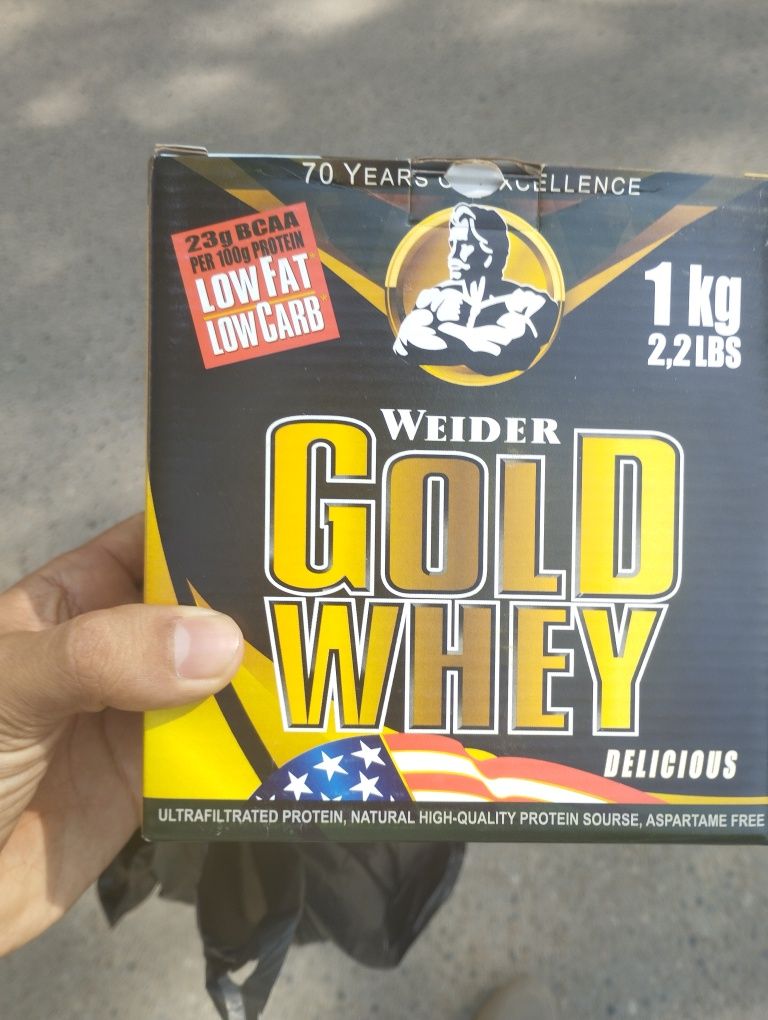 70 YEARS EXCELLENCE
23g BCAA
PER 100g PROTEIN
LOW FAT*
LOW CARB*
1 kg
2,2 LBS
WEIDER
GOLD
WHEY
DELICIOUS
ULTRAFILTRATED PROTEIN, NATURAL HIGH-QUALITY PROTEIN SOURSE, ASPARTAME FREE